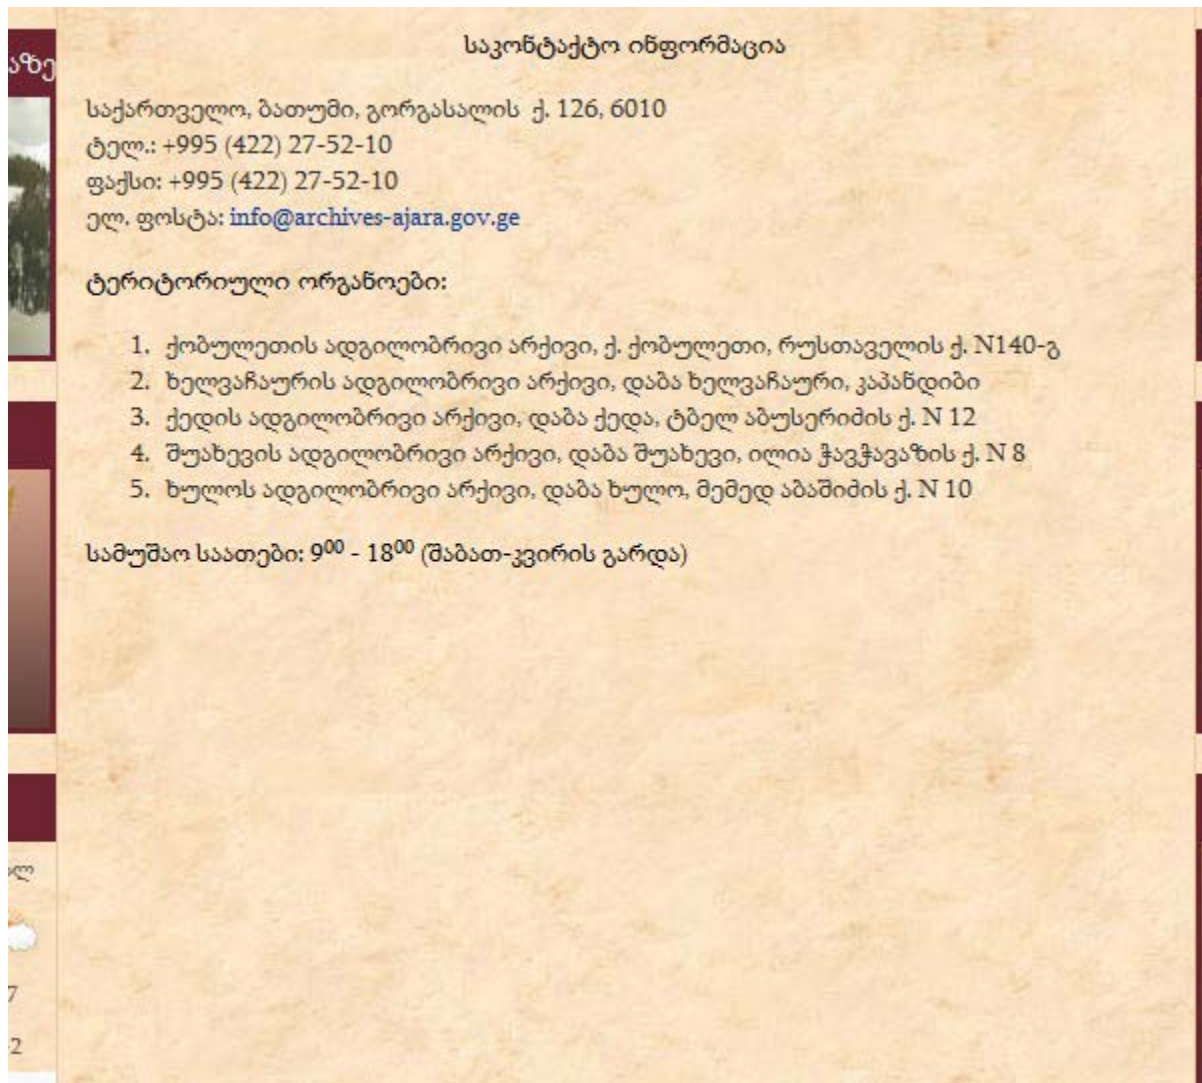 საკონტაქტო ინფორმაცია
საქართველო, ბათუმი, გორგასალის ქ. 126, 6010
ტელ.: +995 (422) 27-52-10
ფაქსი: +995 (422) 27-52-10
ელ. ფოსტა: info@archives-ajara.gov.ge
ტერიტორიული ორგანოები:
1. ქობულეთის ადგილობრივი არქივი, ქ. ქობულეთი, რუსთაველის ქ. N140-გ
2. ხელვაჩაურის ადგილობრივი არქივი, დაბა ხელვაჩაური, კაპანდიბი
3. ქედის ადგილობრივი არქივი, დაბა ქედა, ტბელ აბუსერიძის ქ. N 12
4. შუახევის ადგილობრივი არქივი, დაბა შუახევი, ილია ჭავჭავაზის ქ. N 8
5. ხულოს ადგილობრივი არქივი, დაბა ხულო, მემედ აბაშიძის ქ. N 10
სამუშაო საათები: 9⁰⁰ - 18⁰⁰ (შაბათ-კვირის გარდა)